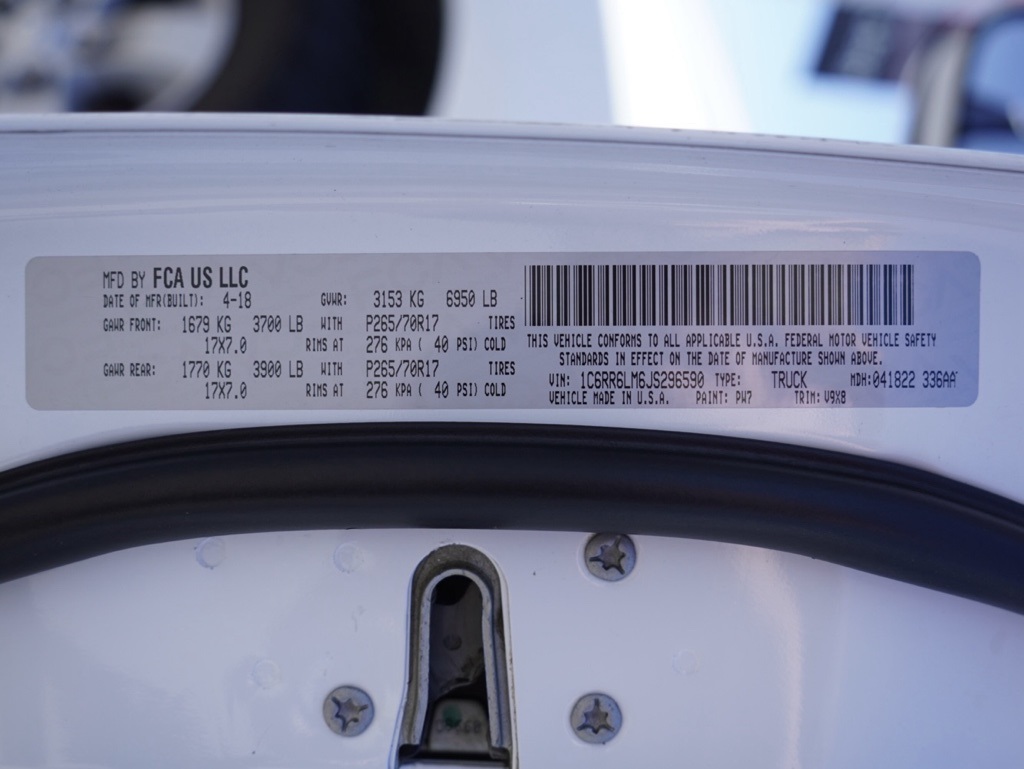 MFD BY FCA US LLC
DATE OF MFR(BUILT): 4-18 GVWR: 3153 KG 6950 LB
GAWR FRONT: 1679 KG 3700 LB WITH P265/70R17 TIRES
17X7.0 RIMS AT 276 KPA ( 40 PSI) COLD
GAWR REAR: 1770 KG 3900 LB WITH P265/70R17 TIRES
17X7.0 RIMS AT 276 KPA ( 40 PSI) COLD
THIS VEHICLE CONFORMS TO ALL APPLICABLE U.S.A. FEDERAL MOTOR VEHICLE SAFETY
STANDARDS IN EFFECT ON THE DATE OF MANUFACTURE SHOWN ABOVE.
VIN: 1C6RR6LM6JS296590 TYPE: TRUCK MDH:041822 336AA
VEHICLE MADE IN U.S.A. PAINT: PW7 TRIM: V9X8